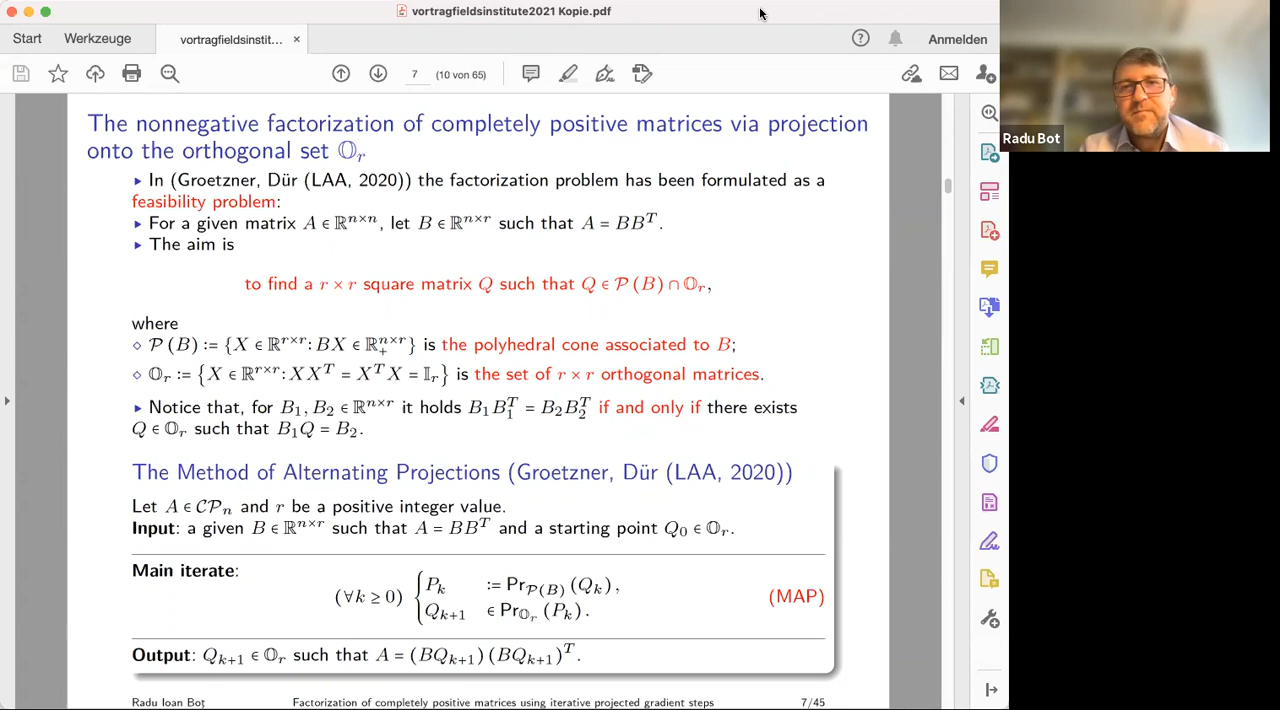 vortragfieldsinstitute2021 Kopie.pdf
Start Werkzeuge vortragfieldsinstit... × Anmelden
7 (10 von 65)
The nonnegative factorization of completely positive matrices via projection
onto the orthogonal set 𝕆_r
▸ In (Groetzner, Dür (LAA, 2020)) the factorization problem has been formulated as a
feasibility problem:
▸ For a given matrix A ∈ ℝ^{n×n}, let B ∈ ℝ^{n×r} such that A = BB^T.
▸ The aim is
to find a r × r square matrix Q such that Q ∈ 𝒫(B) ∩ 𝕆_r,
where
◇ 𝒫(B) := {X ∈ ℝ^{r×r} : BX ∈ ℝ_+^{n×r}} is the polyhedral cone associated to B;
◇ 𝕆_r := {X ∈ ℝ^{r×r} : XX^T = X^T X = 𝕀_r} is the set of r × r orthogonal matrices.
▸ Notice that, for B_1, B_2 ∈ ℝ^{n×r} it holds B_1B_1^T = B_2B_2^T if and only if there exists
Q ∈ 𝕆_r such that B_1Q = B_2.
The Method of Alternating Projections (Groetzner, Dür (LAA, 2020))
Let A ∈ 𝒞𝒫_n and r be a positive integer value.
Input: a given B ∈ ℝ^{n×r} such that A = BB^T and a starting point Q_0 ∈ 𝕆_r.
Main iterate:
(∀k ≥ 0) { P_k := Pr_{𝒫(B)} (Q_k),
Q_{k+1} ∈ Pr_{𝕆_r} (P_k).
(MAP)
Output: Q_{k+1} ∈ 𝕆_r such that A = (BQ_{k+1}) (BQ_{k+1})^T.
Radu Ioan Boţ Factorization of completely positive matrices using iterative projected gradient steps 7/45
Radu Bot